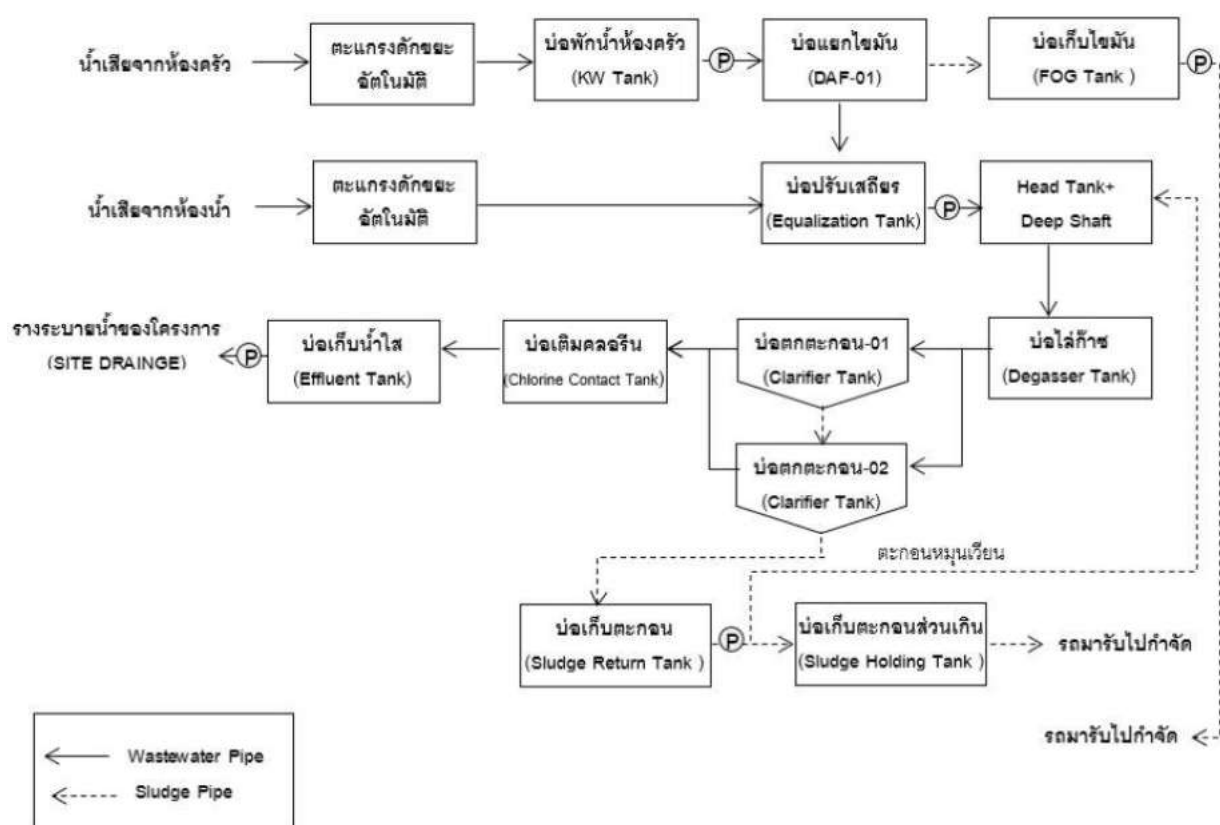 น้ำเสียจากห้องครัว
ตะแกรงดักขยะ
อัตโนมัติ
บ่อพักน้ำห้องครัว
(KW Tank)
P
บ่อแยกไขมัน
(DAF-01)
บ่อเก็บไขมัน
(FOG Tank )
P
น้ำเสียจากห้องน้ำ
ตะแกรงดักขยะ
อัตโนมัติ
บ่อปรับเสถียร
(Equalization Tank)
P
Head Tank+
Deep Shaft
รางระบายน้ำของโครงการ
(SITE DRAINGE)
P
บ่อเก็บน้ำใส
(Effluent Tank)
บ่อเติมคลอรีน
(Chlorine Contact Tank)
บ่อตกตะกอน-01
(Clarifier Tank)
บ่อไล่ก๊าซ
(Degasser Tank)
บ่อตกตะกอน-02
(Clarifier Tank)
ตะกอนหมุนเวียน
บ่อเก็บตะกอน
(Sludge Return Tank )
P
บ่อเก็บตะกอนส่วนเกิน
(Sludge Holding Tank )
รถมารับไปกำจัด
รถมารับไปกำจัด
Wastewater Pipe
Sludge Pipe